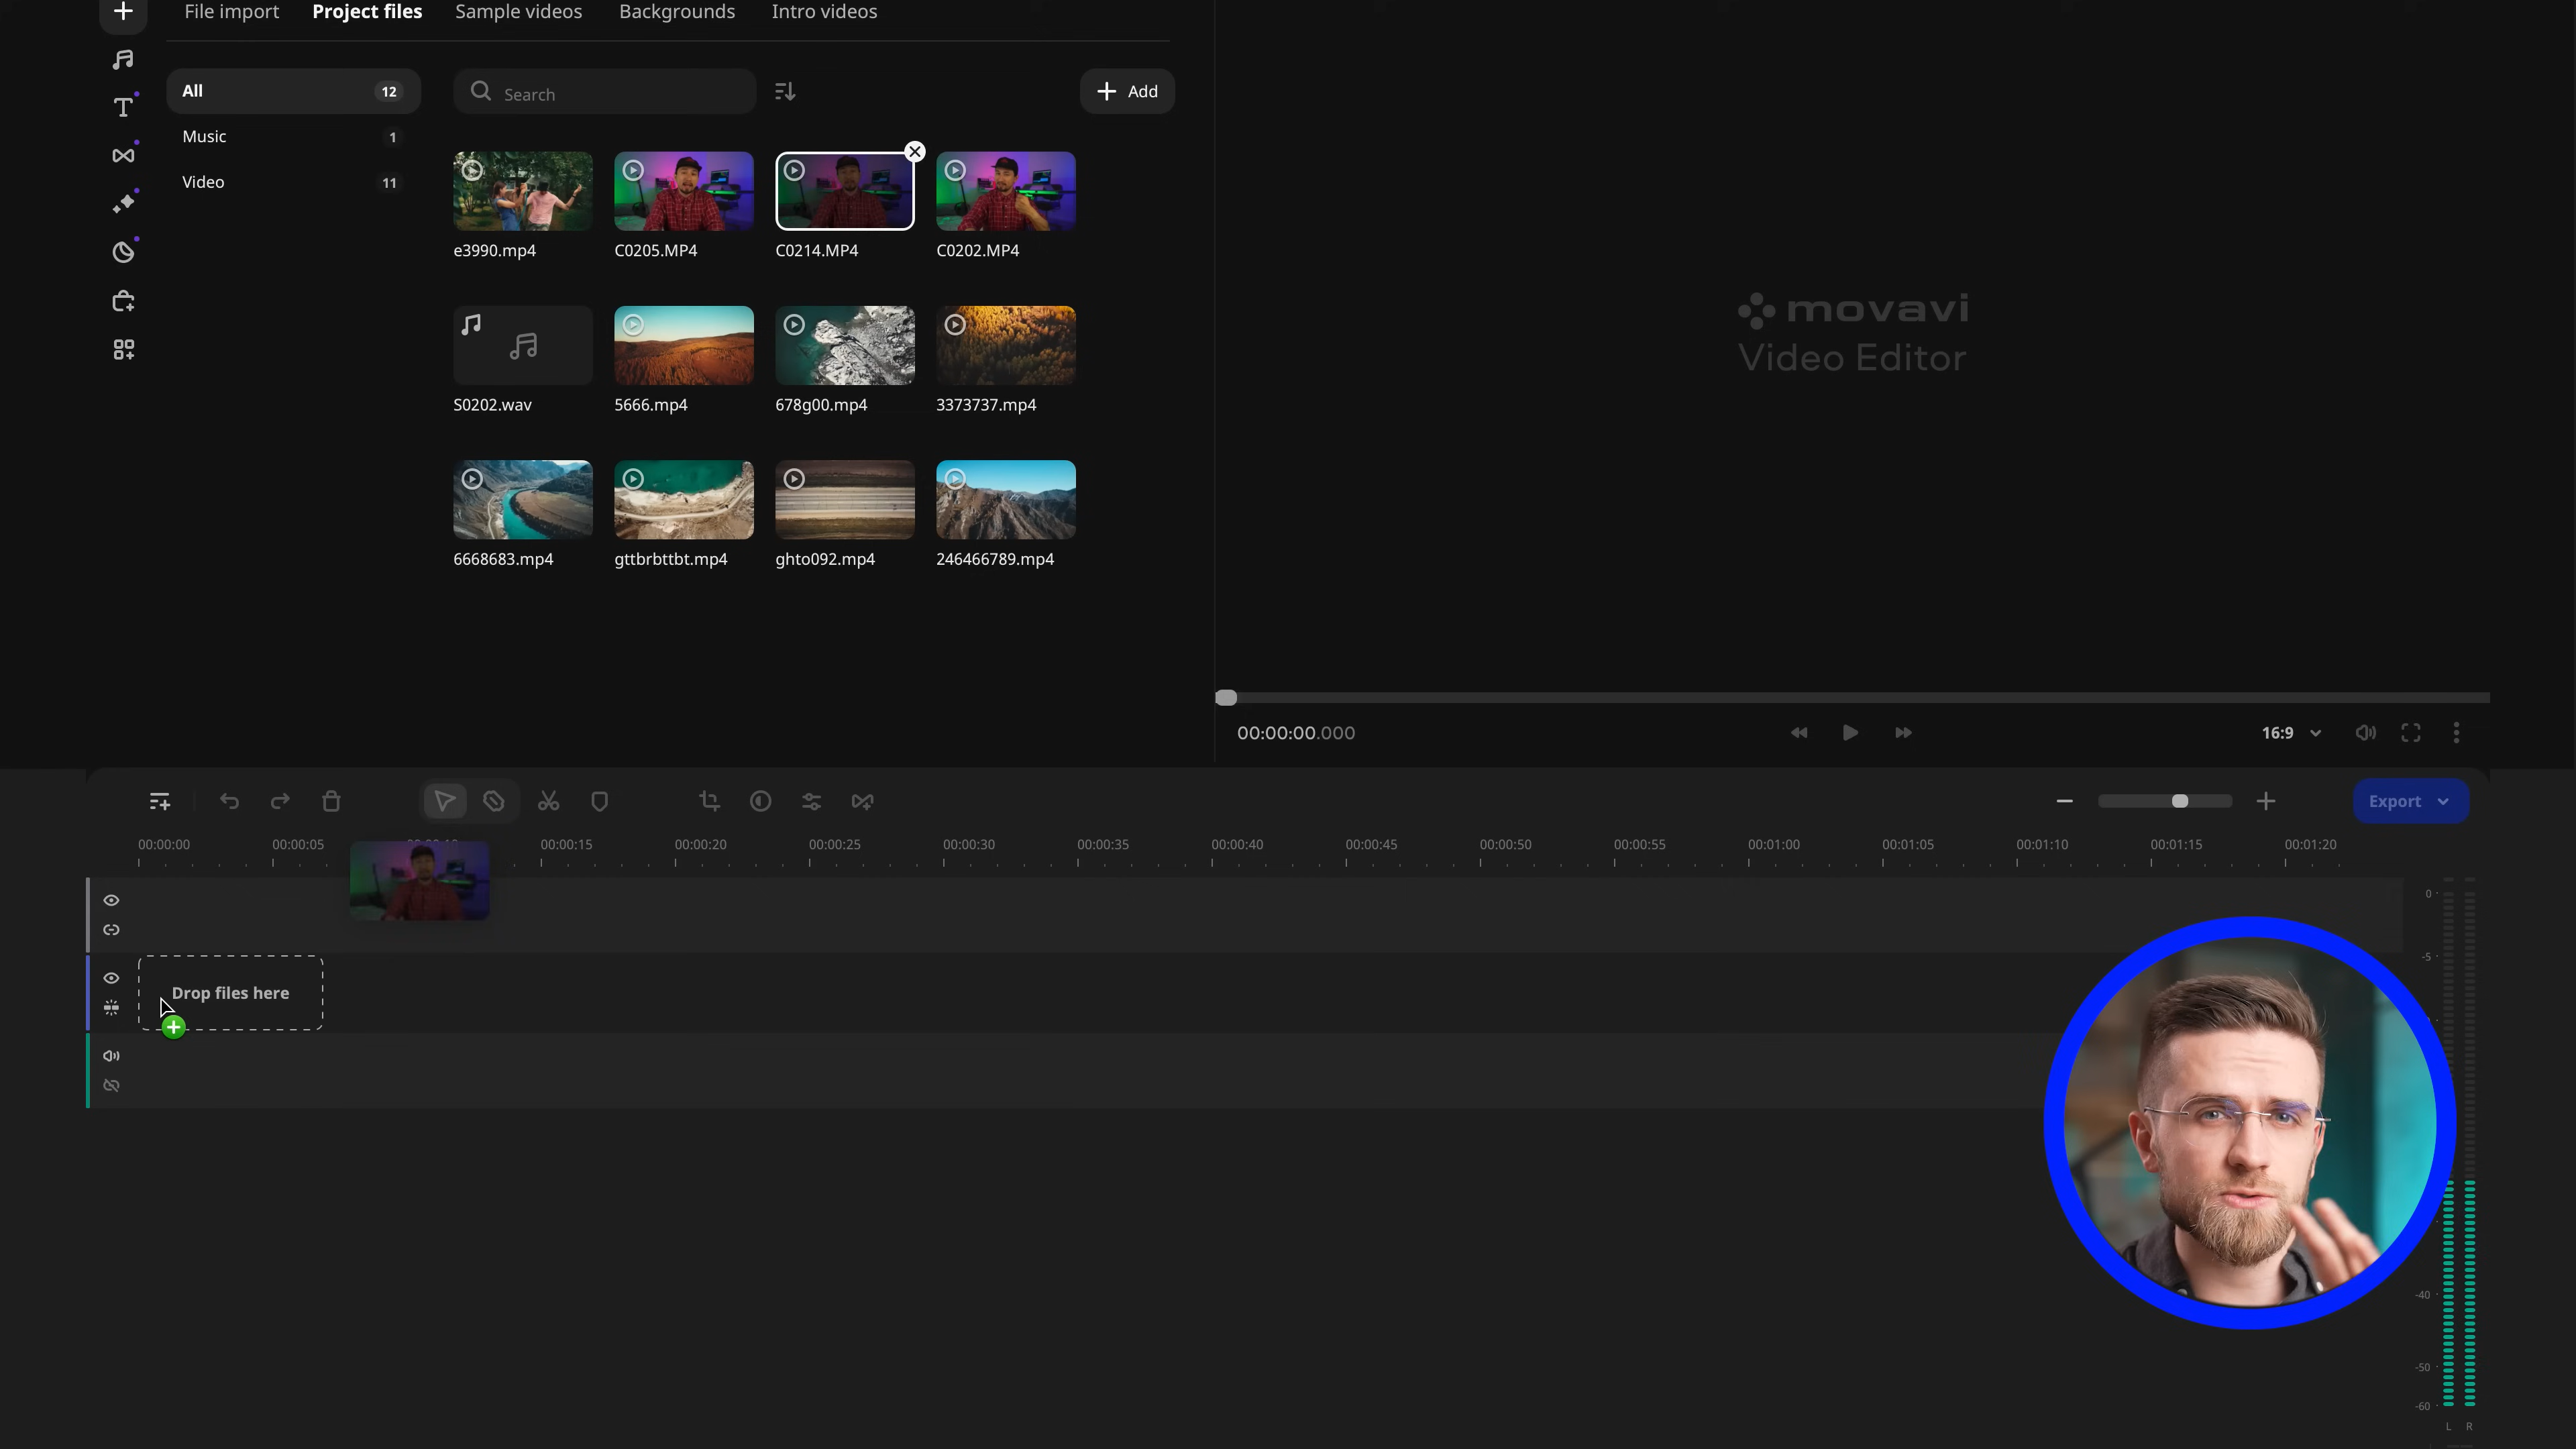 File import Project files Sample videos Backgrounds Intro videos
All 12
Search
Add
Music 1
Video 11
e3990.mp4 C0205.MP4 C0214.MP4 C0202.MP4
S0202.wav 5666.mp4 678g00.mp4 3373737.mp4
6668683.mp4 gttbrbttbt.mp4 ghto092.mp4 246466789.mp4
movavi
Video Editor
00:00:00.000
16:9
Export
00:00:00 00:00:05 00:00:15 00:00:20 00:00:25 00:00:30 00:00:35 00:00:40 00:00:45 00:00:50 00:00:55 00:01:00 00:01:05 00:01:10 00:01:15 00:01:20
0
-5
Drop files here
-40
-50
-60
L R